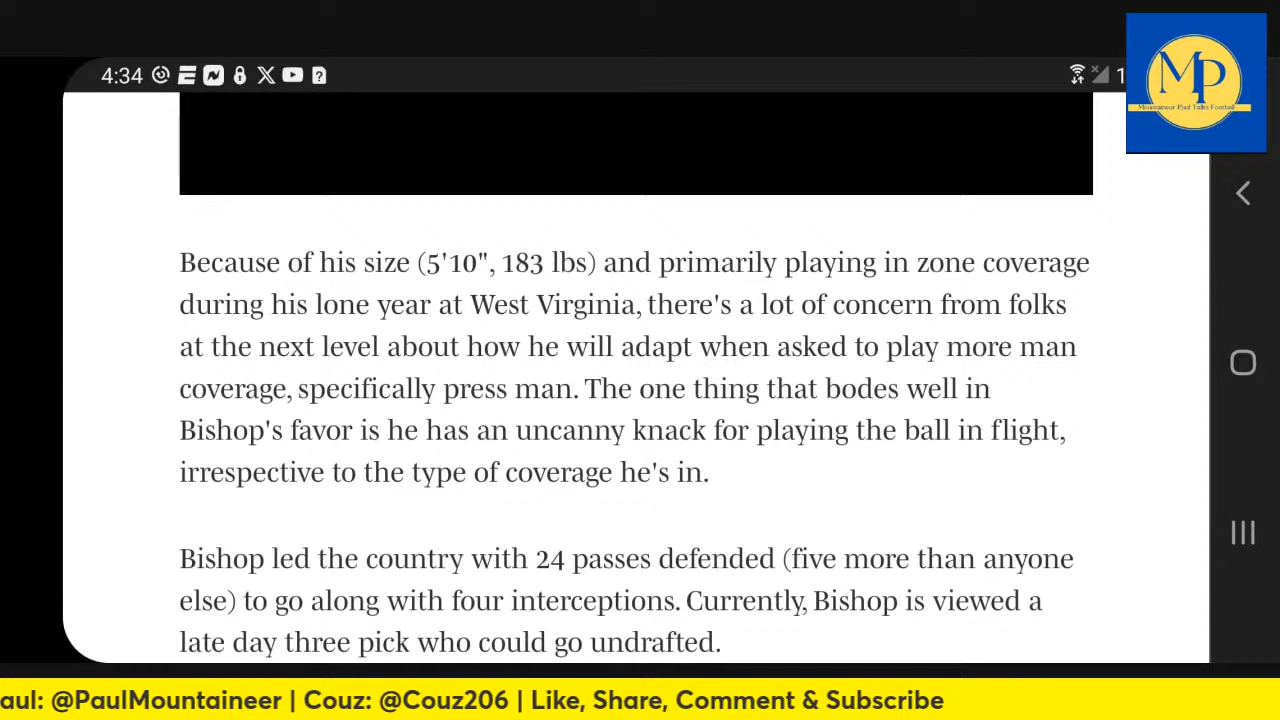 4:34
1
MP
Mountaineer Paul Talks Football
Because of his size (5'10", 183 lbs) and primarily playing in zone coverage
during his lone year at West Virginia, there's a lot of concern from folks
at the next level about how he will adapt when asked to play more man
coverage, specifically press man. The one thing that bodes well in
Bishop's favor is he has an uncanny knack for playing the ball in flight,
irrespective to the type of coverage he's in.
Bishop led the country with 24 passes defended (five more than anyone
else) to go along with four interceptions. Currently, Bishop is viewed a
late day three pick who could go undrafted.
aul: @PaulMountaineer | Couz: @Couz206 | Like, Share, Comment & Subscribe